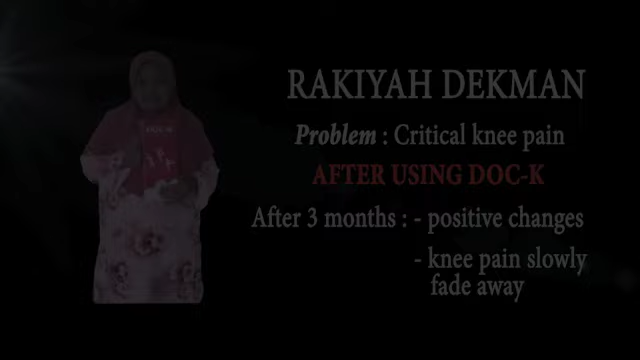 RAKIYAH DEKMAN
Problem : Critical knee pain
AFTER USING DOC-K
After 3 months : - positive changes
- knee pain slowly
fade away